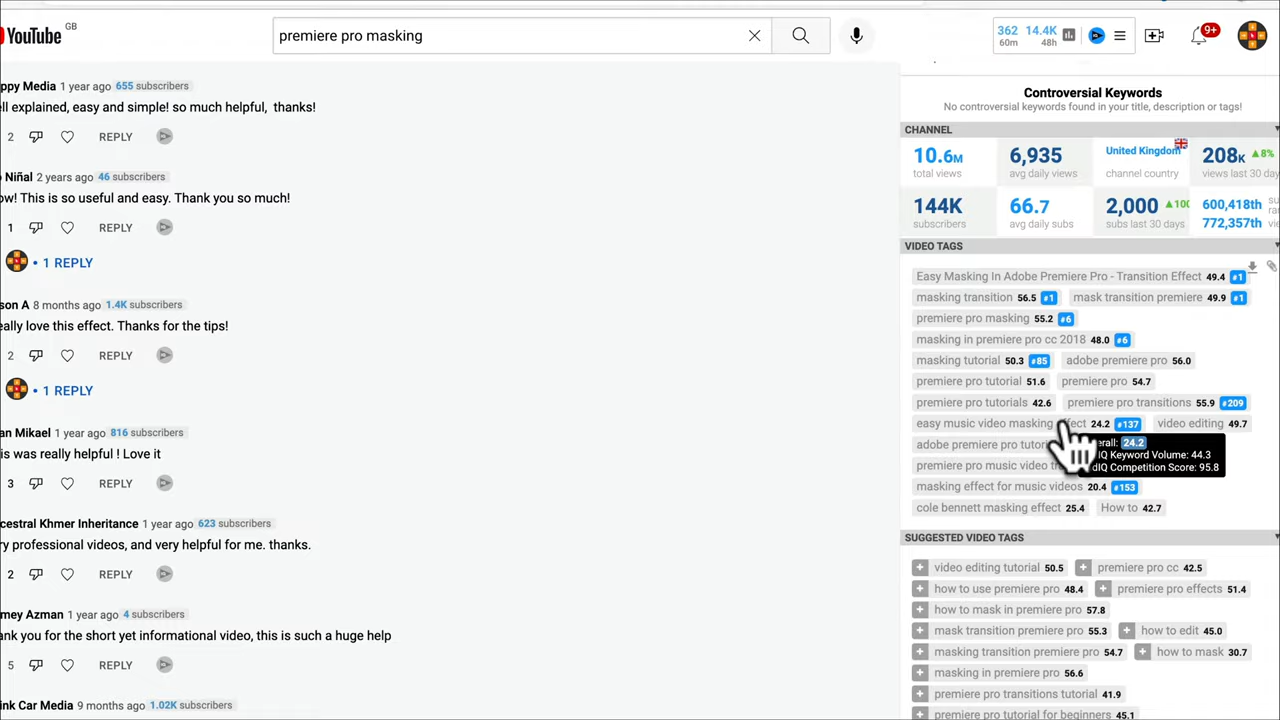 YouTube GB
premiere pro masking
362 14.4K
60m 48h
9+
ppy Media 1 year ago 655 subscribers
ell explained, easy and simple! so much helpful, thanks!
2 REPLY
o Niñal 2 years ago 46 subscribers
ow! This is so useful and easy. Thank you so much!
1 REPLY
• 1 REPLY
son A 8 months ago 1.4K subscribers
eally love this effect. Thanks for the tips!
2 REPLY
• 1 REPLY
an Mikael 1 year ago 816 subscribers
is was really helpful ! Love it
3 REPLY
cestral Khmer Inheritance 1 year ago 623 subscribers
ry professional videos, and very helpful for me. thanks.
2 REPLY
mey Azman 1 year ago 4 subscribers
ank you for the short yet informational video, this is such a huge help
5 REPLY
ink Car Media 9 months ago 1.02K subscribers
Controversial Keywords
No controversial keywords found in your title, description or tags!
CHANNEL
10.6M 6,935 United Kingdom 208K ▲8%
total views avg daily views channel country views last 30 day
144K 66.7 2,000 ▲100 600,418th su
subscribers avg daily subs subs last 30 days 772,357th
VIDEO TAGS
Easy Masking In Adobe Premiere Pro - Transition Effect 49.4 #1
masking transition 56.5 #1 mask transition premiere 49.9 #1
premiere pro masking 55.2 #6
masking in premiere pro cc 2018 48.0 #6
masking tutorial 50.3 #85 adobe premiere pro 56.0
premiere pro tutorial 51.6 premiere pro 54.7
premiere pro tutorials 42.6 premiere pro transitions 55.9 #209
easy music video masking effect 24.2 #137 video editing 49.7
adobe premiere pro tutori erall: 24.2
premiere pro music video tra dIQ Keyword Volume: 44.3
dIQ Competition Score: 95.8
masking effect for music videos 20.4 #153
cole bennett masking effect 25.4 How to 42.7
SUGGESTED VIDEO TAGS
+ video editing tutorial 50.5 + premiere pro cc 42.5
+ how to use premiere pro 48.4 + premiere pro effects 51.4
+ how to mask in premiere pro 57.8
+ mask transition premiere pro 55.3 + how to edit 45.0
+ masking transition premiere pro 54.7 + how to mask 30.7
+ masking in premiere pro 56.6
+ premiere pro transitions tutorial 41.9
+ premiere pro tutorial for beginners 45.1